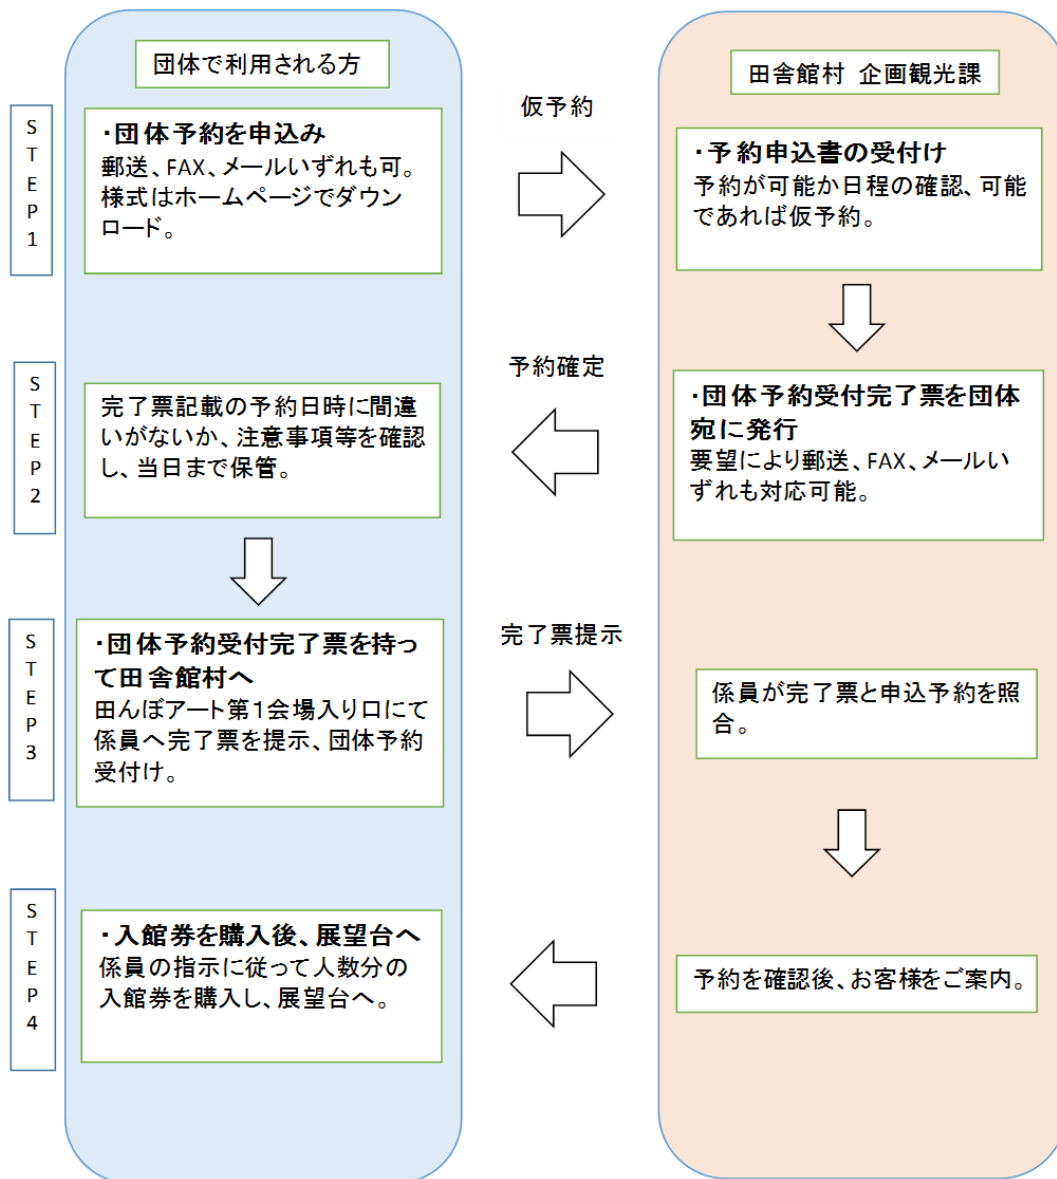 団体で利用される方
田舎館村 企画観光課
STEP1
・団体予約を申込み
郵送、FAX、メールいずれも可。
様式はホームページでダウン
ロード。
仮予約
・予約申込書の受付け
予約が可能か日程の確認、可能
であれば仮予約。
STEP2
完了票記載の予約日時に間違
いがないか、注意事項等を確認
し、当日まで保管。
予約確定
・団体予約受付完了票を団体
宛に発行
要望により郵送、FAX、メールい
ずれも対応可能。
STEP3
・団体予約受付完了票を持っ
て田舎館村へ
田んぼアート第1会場入り口にて
係員へ完了票を提示、団体予約
受付け。
完了票提示
係員が完了票と申込予約を照
合。
STEP4
・入館券を購入後、展望台へ
係員の指示に従って人数分の
入館券を購入し、展望台へ。
予約を確認後、お客様をご案内。